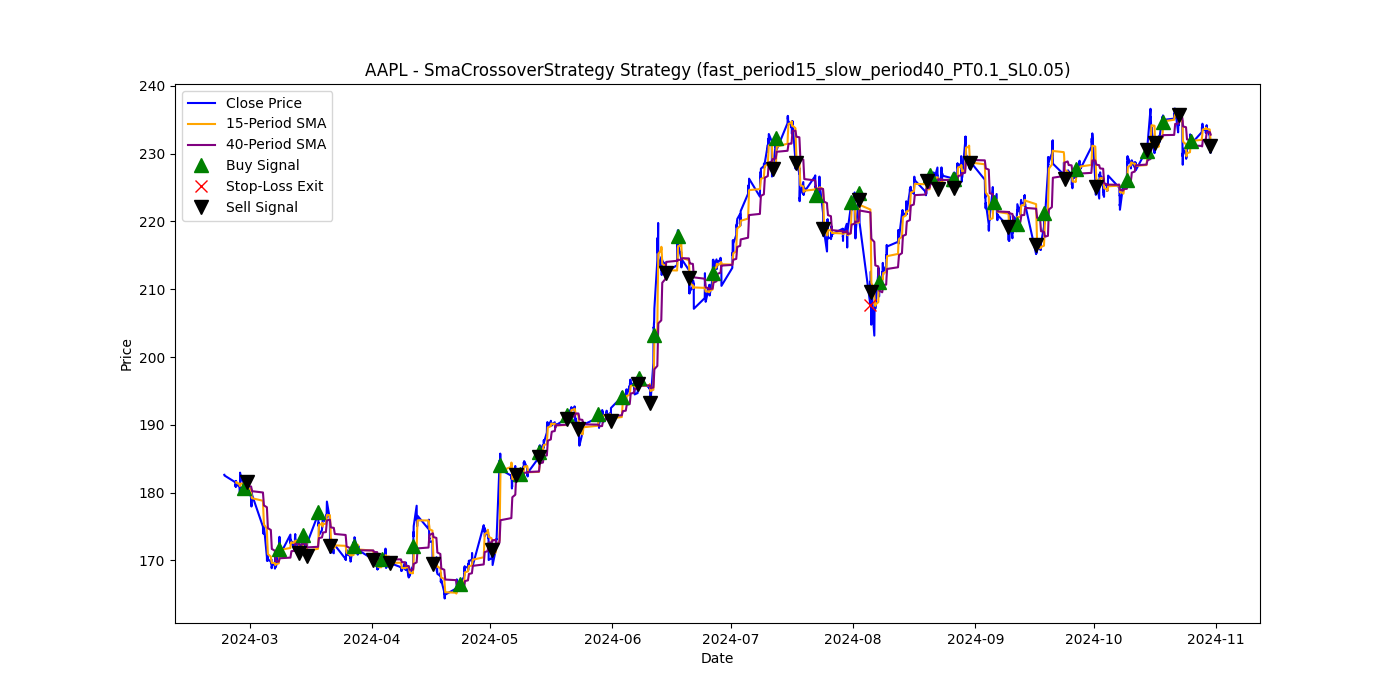 AAPL - SmaCrossoverStrategy Strategy (fast_period15_slow_period40_PT0.1_SL0.05)
Close Price
15-Period SMA
40-Period SMA
Buy Signal
Stop-Loss Exit
Sell Signal
Price
240
230
220
210
200
190
180
170
2024-03 2024-04 2024-05 2024-06 2024-07 2024-08 2024-09 2024-10 2024-11
Date